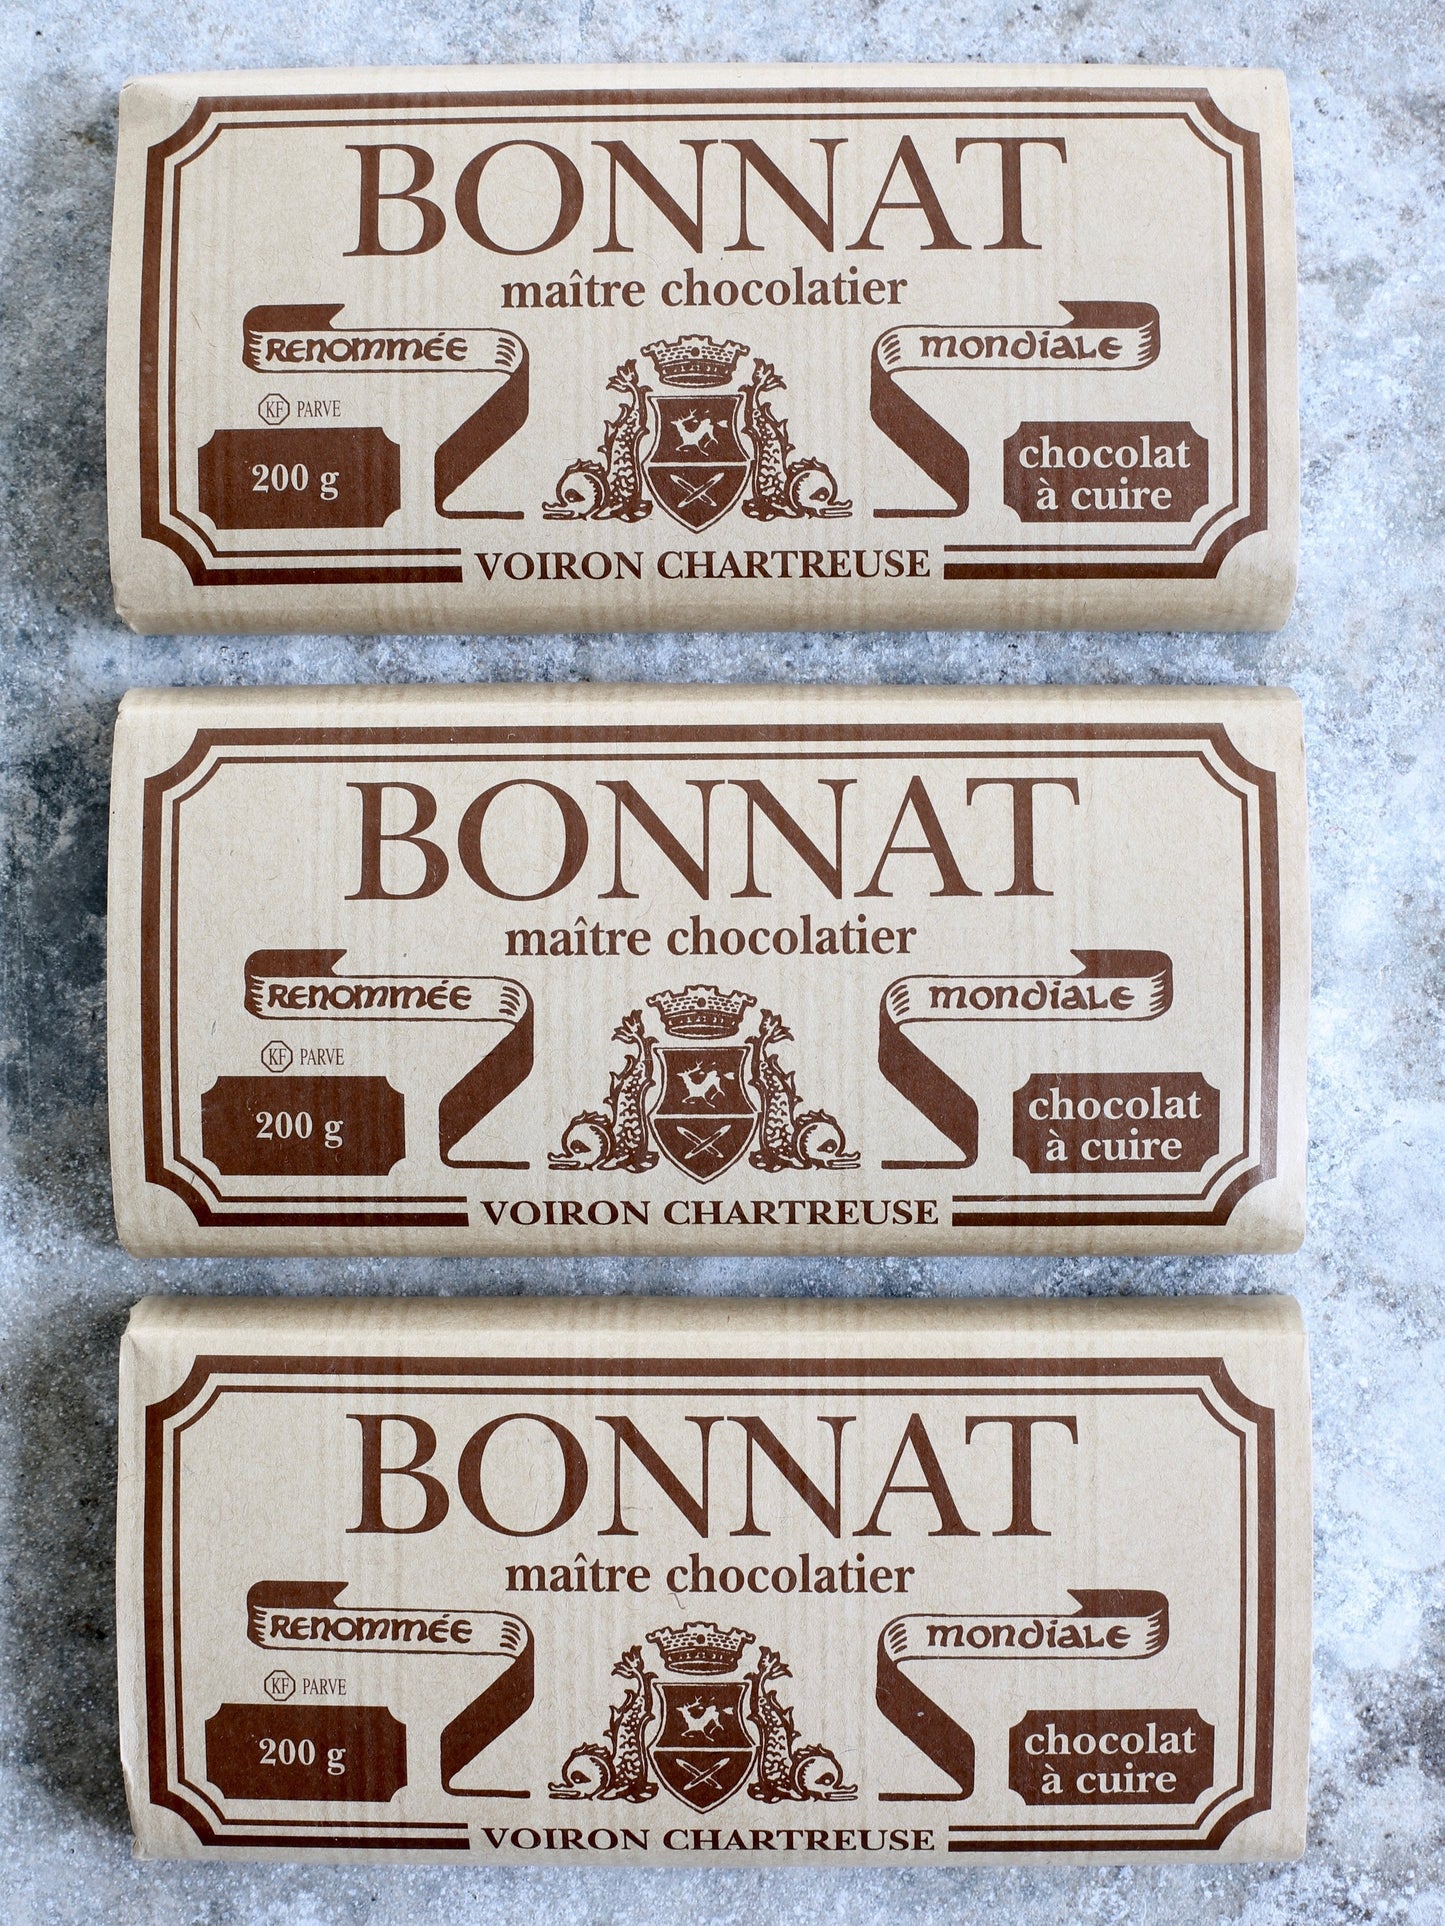 BONNAT
maître chocolatier
RENOMMÉE
MONDIALE
KF PARVE
200 g
chocolat
à cuire
VOIRON CHARTREUSE
BONNAT
maître chocolatier
RENOMMÉE
MONDIALE
KF PARVE
200 g
chocolat
à cuire
VOIRON CHARTREUSE
BONNAT
maître chocolatier
RENOMMÉE
MONDIALE
KF PARVE
200 g
chocolat
à cuire
VOIRON CHARTREUSE